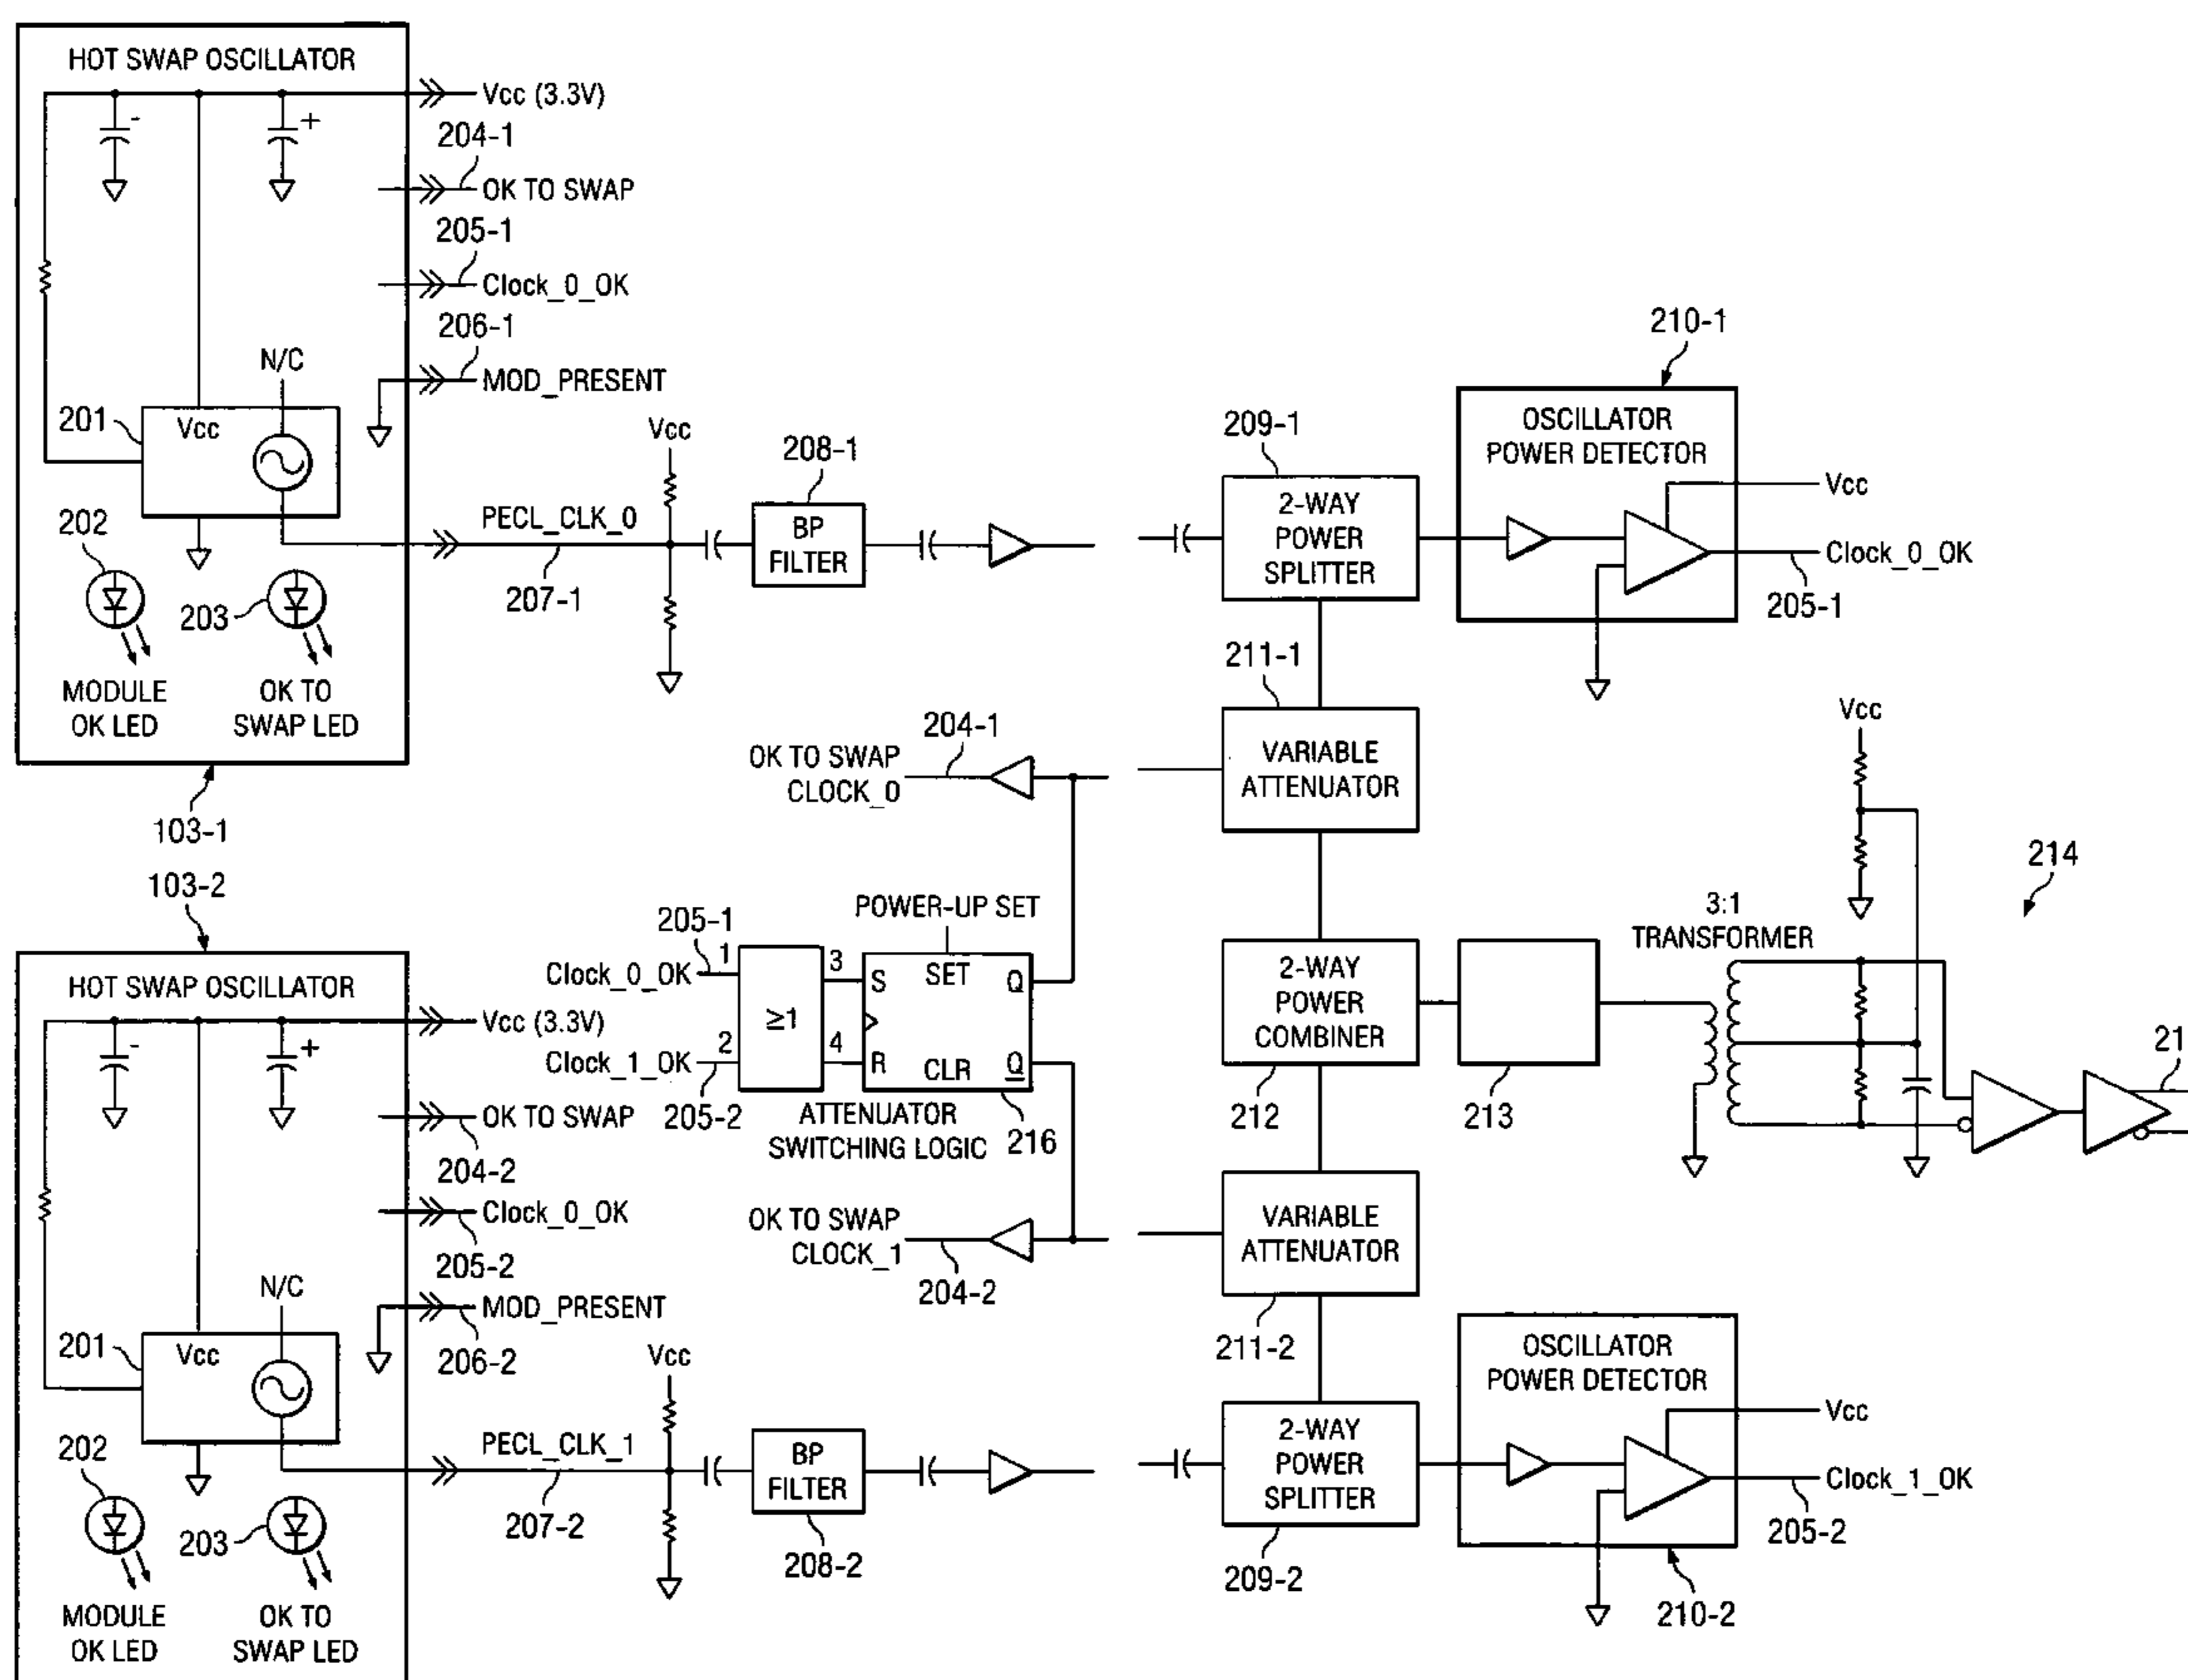 HOT SWAP OSCILLATOR
Vcc (3.3V)
204-1
OK TO SWAP
205-1
Clock_0_OK
206-1
MOD_PRESENT
N/C
201
Vcc
202
203
MODULE
OK LED
OK TO
SWAP LED
103-1
PECL_CLK_0
207-1
Vcc
208-1
BP
FILTER
209-1
2-WAY
POWER
SPLITTER
210-1
OSCILLATOR
POWER DETECTOR
Vcc
Clock_0_OK
205-1
211-1
VARIABLE
ATTENUATOR
204-1
OK TO SWAP
CLOCK_0
103-2
HOT SWAP OSCILLATOR
Vcc (3.3V)
OK TO SWAP
204-2
Clock_0_OK
205-2
MOD_PRESENT
206-2
N/C
201
Vcc
202
203
MODULE
OK LED
OK TO
SWAP LED
205-1
Clock_0_OK
1
Clock_1_OK
2
205-2
≥1
3
4
POWER-UP SET
S
SET
Q
R
CLR
Q
ATTENUATOR
SWITCHING LOGIC
216
2-WAY
POWER
COMBINER
212
213
Vcc
214
3:1
TRANSFORMER
21
OK TO SWAP
CLOCK_1
204-2
VARIABLE
ATTENUATOR
211-2
PECL_CLK_1
207-2
Vcc
BP
FILTER
208-2
2-WAY
POWER
SPLITTER
209-2
OSCILLATOR
POWER DETECTOR
Vcc
Clock_1_OK
205-2
210-2